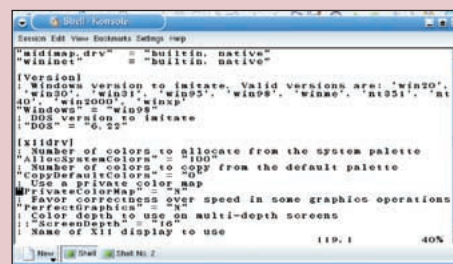 Shell - Konsole
Session Edit View Bookmarks Settings Help
"midimap.drv" = "builtin, native"
"wininet" = "builtin, native"
[Version]
; Windows version to imitate. Valid versions are: 'win20',
'win30', 'win31', 'win95', 'win98', 'winme', 'nt351', 'nt
40', 'win2000', 'winxp'
"Windows" = "win98"
; DOS version to imitate
;"DOS" = "6.22"
[x11drv]
; Number of colors to allocate from the system palette
"AllocSystemColors" = "100"
; Number of colors to copy from the default palette
"CopyDefaultColors" = "0"
; Use a private color map
"PrivateColorMap" = "N"
; Favor correctness over speed in some graphics operations
"PerfectGraphics" = "N"
; Color depth to use on multi-depth screens
;;"ScreenDepth" = "16"
; Name of X11 display to use
119,1 40%
New Shell Shell No. 2